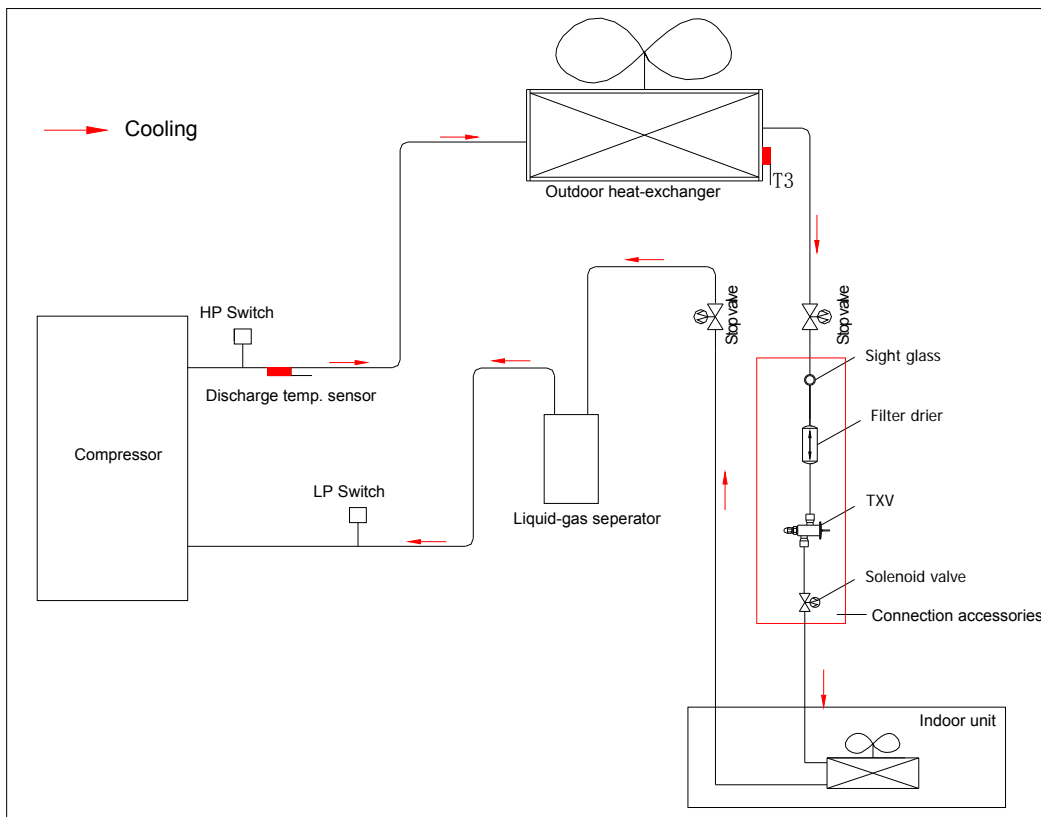 Cooling
T3
Outdoor heat-exchanger
HP Switch
Stop valve
Stop valve
Sight glass
Discharge temp. sensor
Filter drier
Compressor
LP Switch
TXV
Liquid-gas seperator
Solenoid valve
Connection accessories
Indoor unit